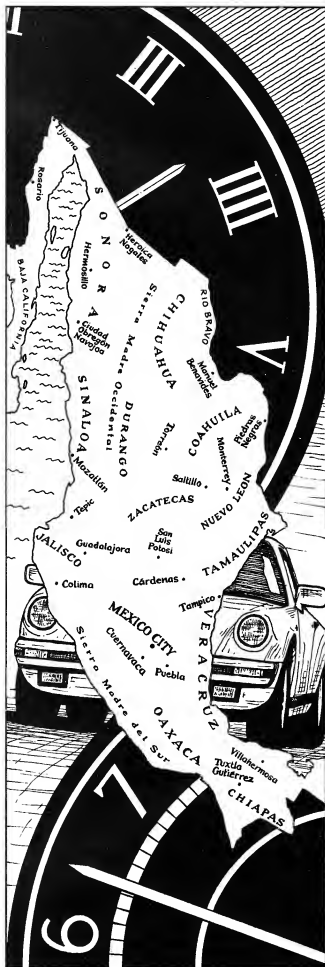 III
IIII
V
Tijuana
Rosario
SONORA
Heroica
Nogales
Hermosillo
BAJA CALIFORNIA
RIO BRAVO
CHIHUAHUA
Sierra Madre Occidental
Ciudad
Obregón
Navojoa
Manuel
Benavides
SINALOA
DURANGO
Torreón
COAHUILA
Piedras
Negras
Monterrey
Saltillo
Mazatlán
ZACATECAS
NUEVO LEON
Tepic
San
Luis
Potosí
TAMAULIPAS
JALISCO
Guadalajara
Colima
Cárdenas
Tampico
MEXICO CITY
VERACRUZ
Cuernavaca
Puebla
Sierra Madre del Sur
OAXACA
Villahermosa
Tuxtla
Gutiérrez
CHIAPAS
7
6